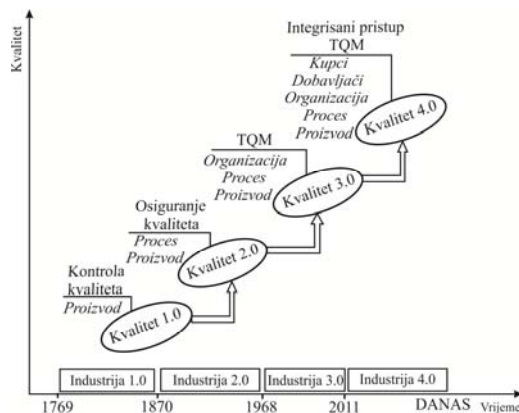 Kvalitet
Integrisani pristup
TQM
Kupci
Dobavljači
Organizacija
Proces
Proizvod
Kvalitet 4.0
TQM
Organizacija
Proces
Proizvod
Kvalitet 3.0
Osiguranje
kvaliteta
Proces
Proizvod
Kvalitet 2.0
Kontrola
kvaliteta
Proizvod
Kvalitet 1.0
Industrija 1.0 Industrija 2.0 Industrija 3.0 Industrija 4.0
1769 1870 1968 2011 DANAS Vrijeme